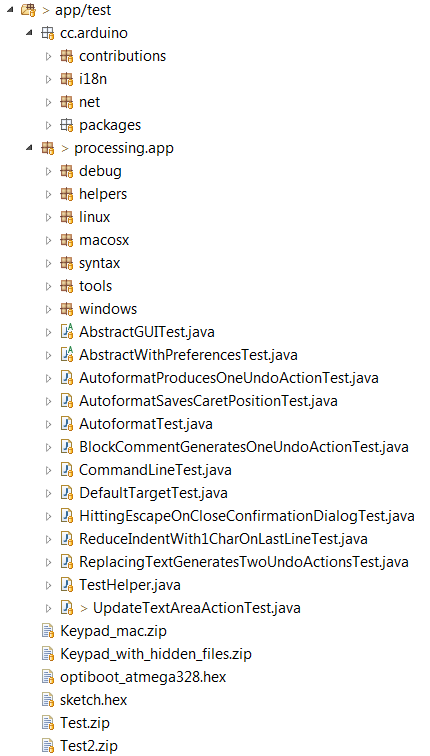 > app/test
cc.arduino
contributions
i18n
net
packages
> processing.app
debug
helpers
linux
macosx
syntax
tools
windows
AbstractGUITest.java
AbstractWithPreferencesTest.java
AutoformatProducesOneUndoActionTest.java
AutoformatSavesCaretPositionTest.java
AutoformatTest.java
BlockCommentGeneratesOneUndoActionTest.java
CommandLineTest.java
DefaultTargetTest.java
HittingEscapeOnCloseConfirmationDialogTest.java
ReduceIndentWith1CharOnLastLineTest.java
ReplacingTextGeneratesTwoUndoActionsTest.java
TestHelper.java
> UpdateTextAreaActionTest.java
Keypad_mac.zip
Keypad_with_hidden_files.zip
optiboot_atmega328.hex
sketch.hex
Test.zip
Test2.zip